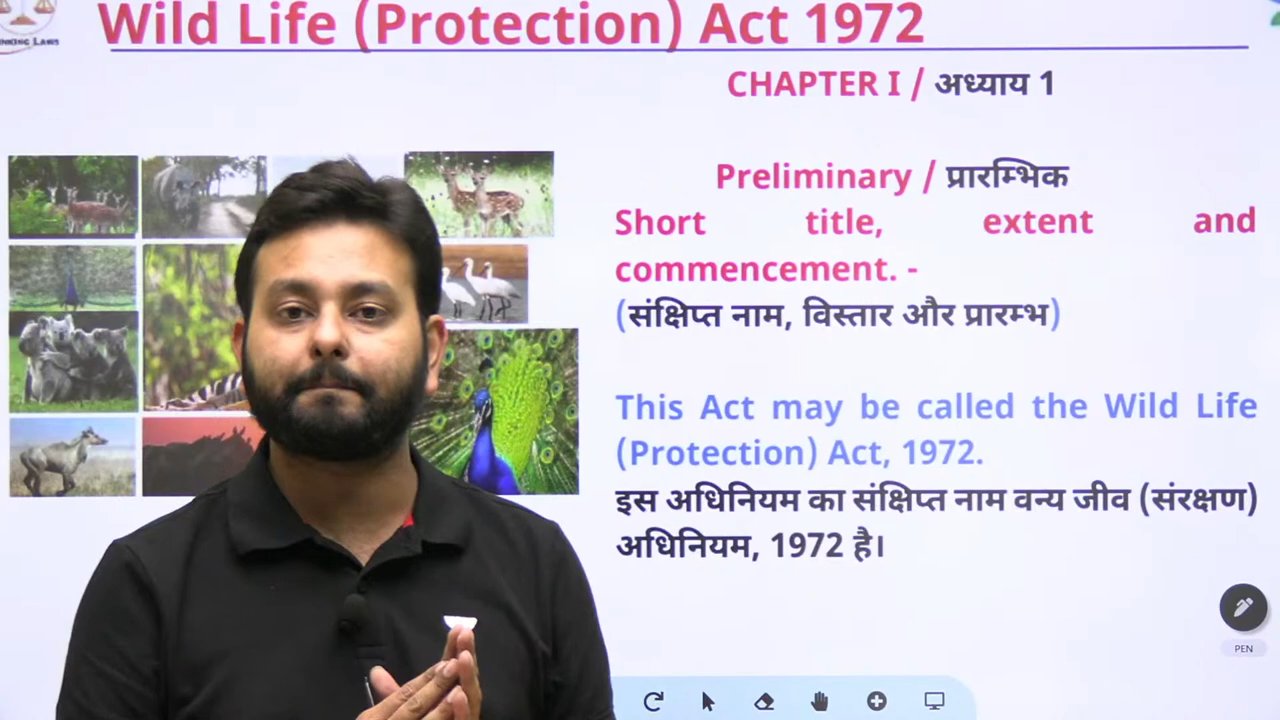 Wild Life (Protection) Act 1972
LAWS
CHAPTER I / अध्याय 1
Preliminary / प्रारम्भिक
Short title, extent and
commencement. -
(संक्षिप्त नाम, विस्तार और प्रारम्भ)
This Act may be called the Wild Life
(Protection) Act, 1972.
इस अधिनियम का संक्षिप्त नाम वन्य जीव (संरक्षण)
अधिनियम, 1972 है।
PEN